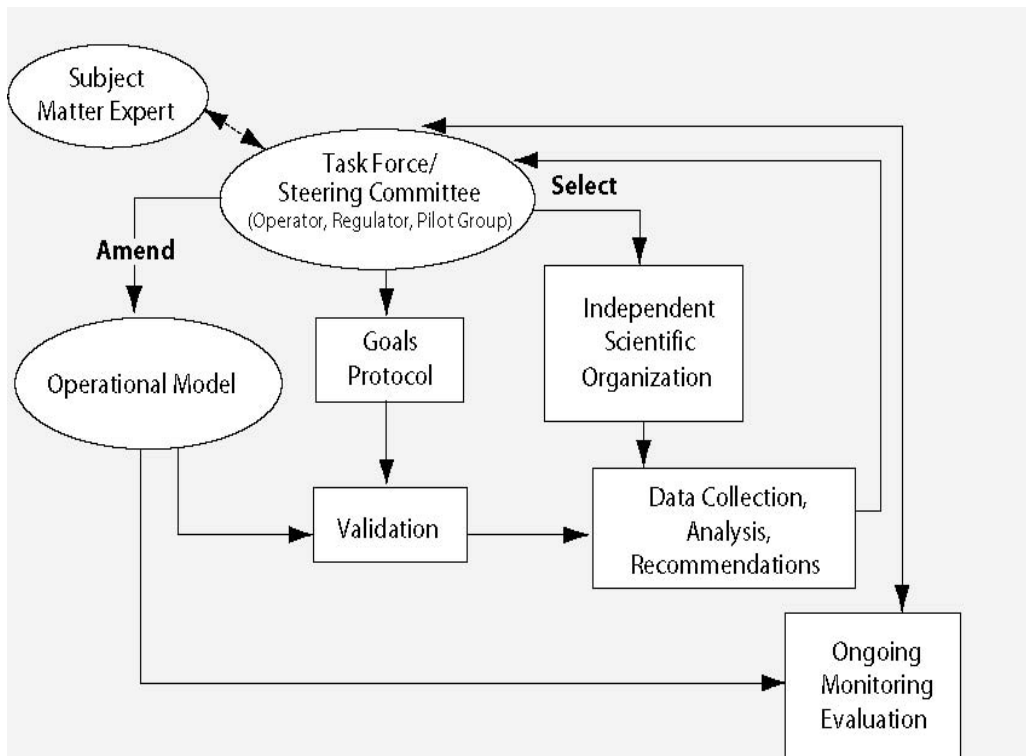 Subject
Matter Expert
Task Force/
Steering Committee
(Operator, Regulator, Pilot Group)
Select
Amend
Independent
Scientific
Organization
Goals
Protocol
Operational Model
Validation
Data Collection,
Analysis,
Recommendations
Ongoing
Monitoring
Evaluation